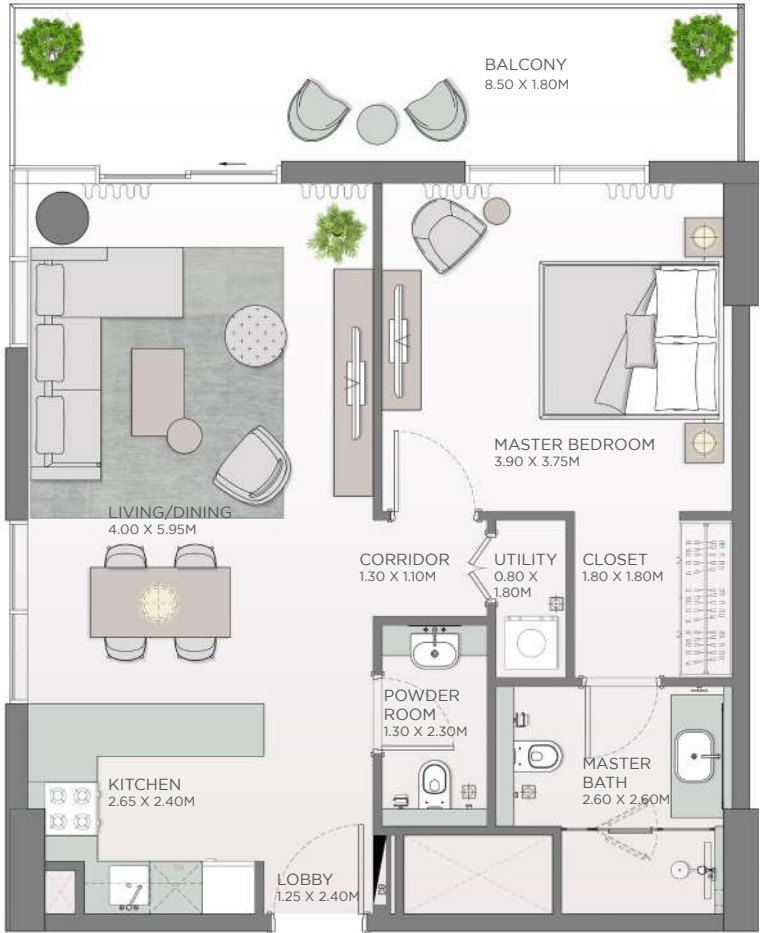 BALCONY
8.50 X 1.80M
MASTER BEDROOM
3.90 X 3.75M
LIVING/DINING
4.00 X 5.95M
CORRIDOR
1.30 X 1.10M
UTILITY
0.80 X
1.80M
CLOSET
1.80 X 1.80M
POWDER
ROOM
1.30 X 2.30M
MASTER
BATH
2.60 X 2.60M
KITCHEN
2.65 X 2.40M
LOBBY
1.25 X 2.40M
DB